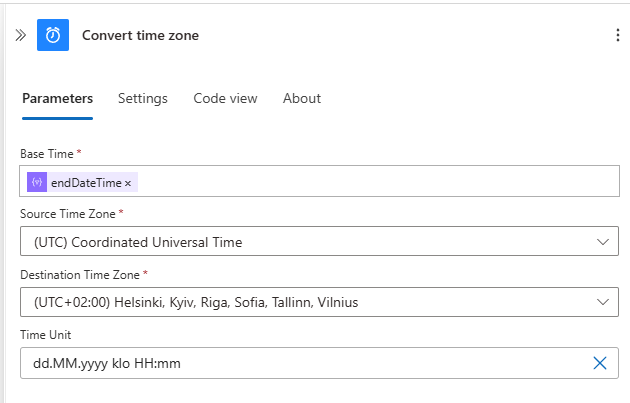 Convert time zone
Parameters Settings Code view About
Base Time *
{v} endDateTime ×
Source Time Zone *
(UTC) Coordinated Universal Time
Destination Time Zone *
(UTC+02:00) Helsinki, Kyiv, Riga, Sofia, Tallinn, Vilnius
Time Unit
dd.MM.yyyy klo HH:mm